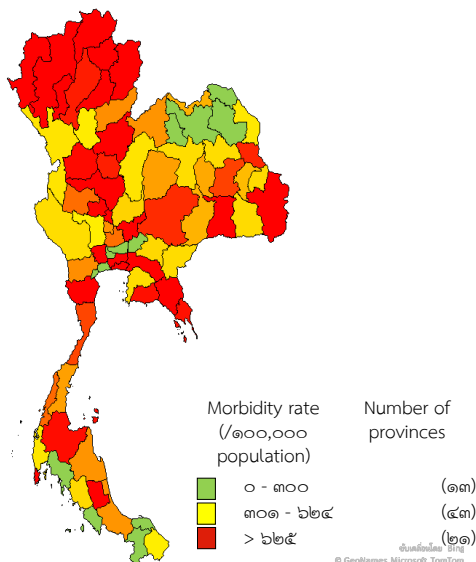 Morbidity rate
(/๑๐๐,๐๐๐
population)
Number of
provinces
๐ - ๓๐๐ (๑๓)
๓๐๑ - ๖๒๔ (๔๓)
> ๖๒๕ (๒๑)
ขับเคลื่อนโดย Bing
© GeoNames, Microsoft, TomTom